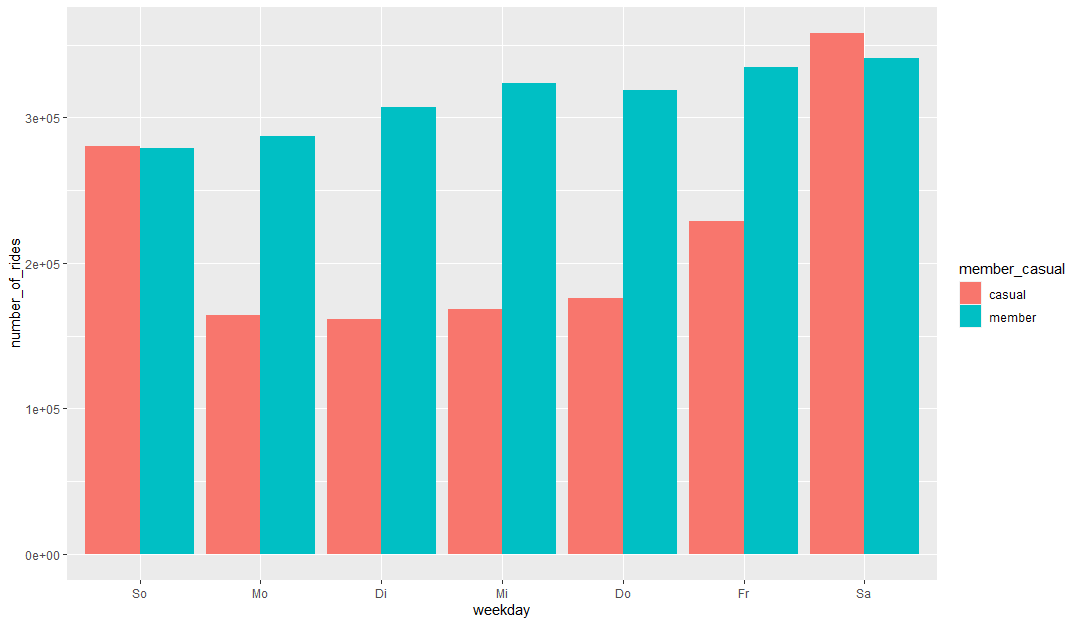 number_of_rides
3e+05
2e+05
1e+05
0e+00
So Mo Di Mi Do Fr Sa
weekday
member_casual
casual
member